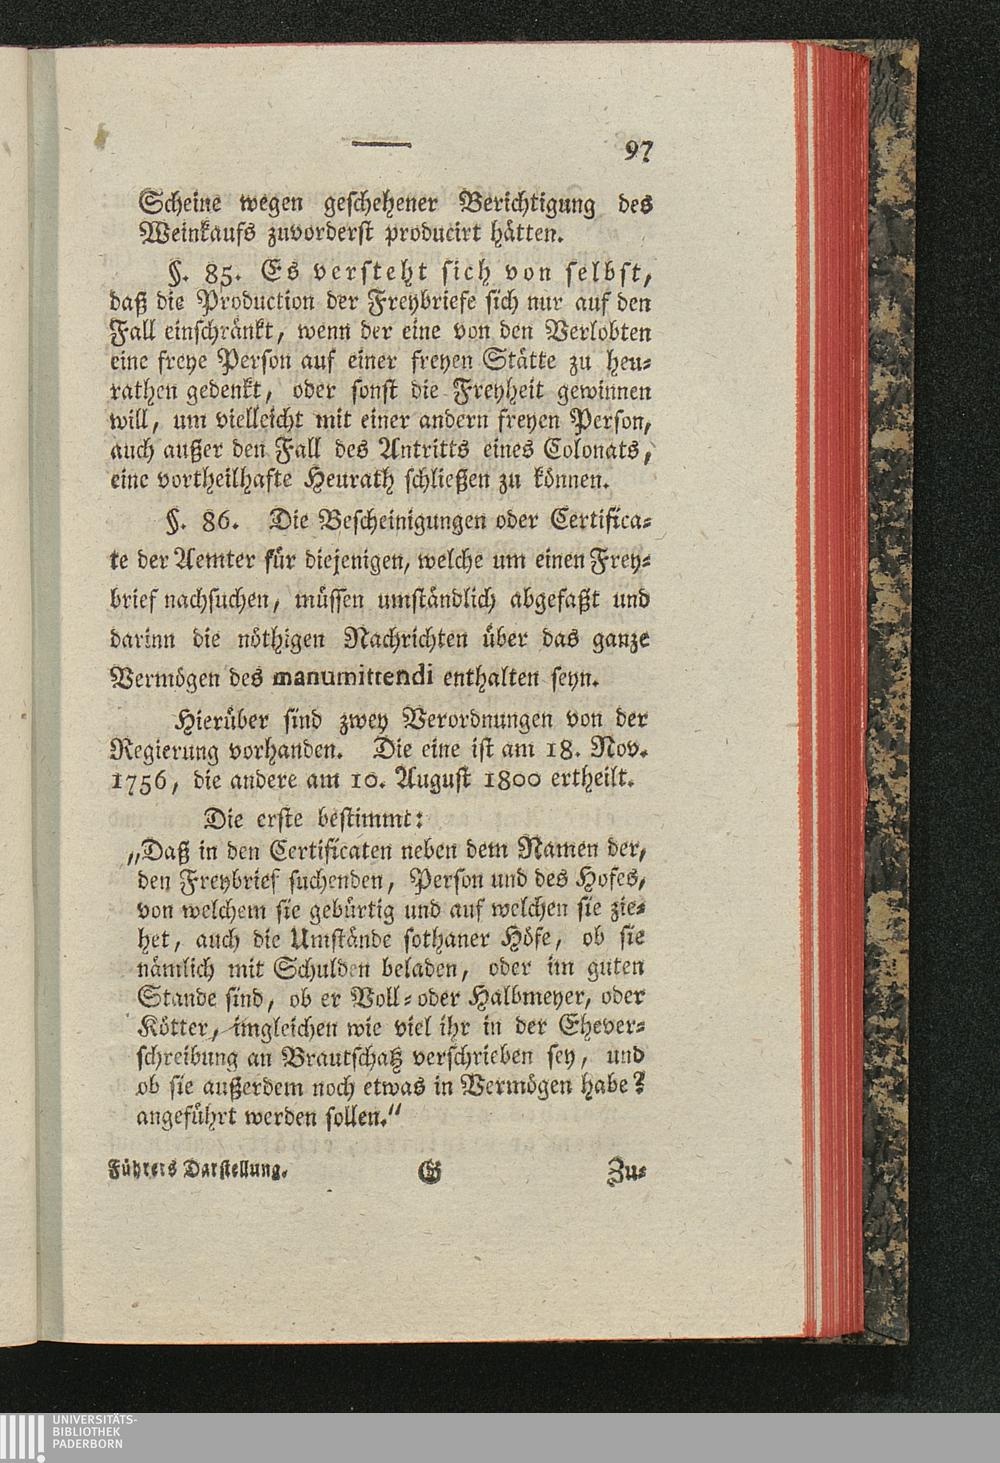 97
Scheine wegen geschehener Berichtigung des
Weinkaufs zuvorderst producirt hätten.
§. 85. Es versteht sich von selbst,
daß die Production der Freybriefe sich nur auf den
Fall einschränkt, wenn der eine von den Verlobten
eine freye Person auf einer freyen Stätte zu heu⸗
rathen gedenkt, oder sonst die Freyheit gewinnen
will, um vielleicht mit einer andern freyen Person,
auch außer den Fall des Antritts eines Colonats,
eine vortheilhafte Heurath schließen zu können.
§. 86. Die Bescheinigungen oder Certifica⸗
te der Aemter für diejenigen, welche um einen Frey⸗
brief nachsuchen, müssen umständlich abgefaßt und
darinn die nöthigen Nachrichten über das ganze
Vermögen des manumittendi enthalten seyn.
Hierüber sind zwey Verordnungen von der
Regierung vorhanden. Die eine ist am 18. Nov.
1756, die andere am 10. August 1800 ertheilt.
Die erste bestimmt:
„Daß in den Certificaten neben dem Namen der,
den Freybrief suchenden, Person und des Hofes,
von welchem sie gebürtig und auf welchen sie zie⸗
het, auch die Umstände sothaner Höfe, ob sie
nämlich mit Schulden beladen, oder im guten
Stande sind, ob er Voll⸗ oder Halbmeyer, oder
Kötter, imgleichen wie viel ihr in der Ehever⸗
schreibung an Brautschatz verschrieben sey, und
ob sie außerdem noch etwas in Vermögen habe?
angeführt werden sollen.“
Führers Darstellung. G Zu⸗
UNIVERSITÄTS-
BIBLIOTHEK
PADERBORN